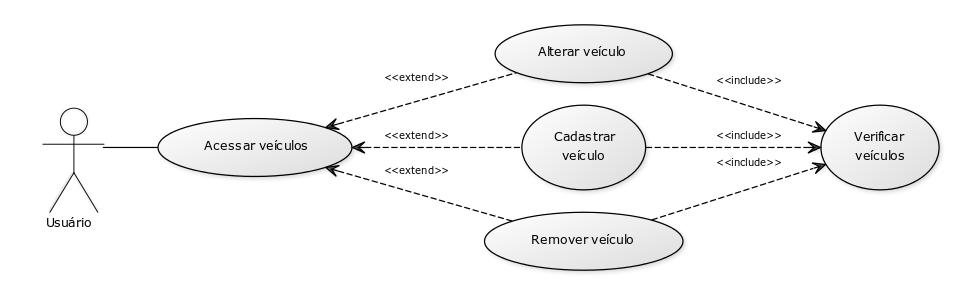 Alterar veículo
<<extend>>
<<include>>
Usuário
Acessar veículos
<<extend>>
Cadastrar
veículo
<<include>>
Verificar
veículos
<<extend>>
<<include>>
Remover veículo